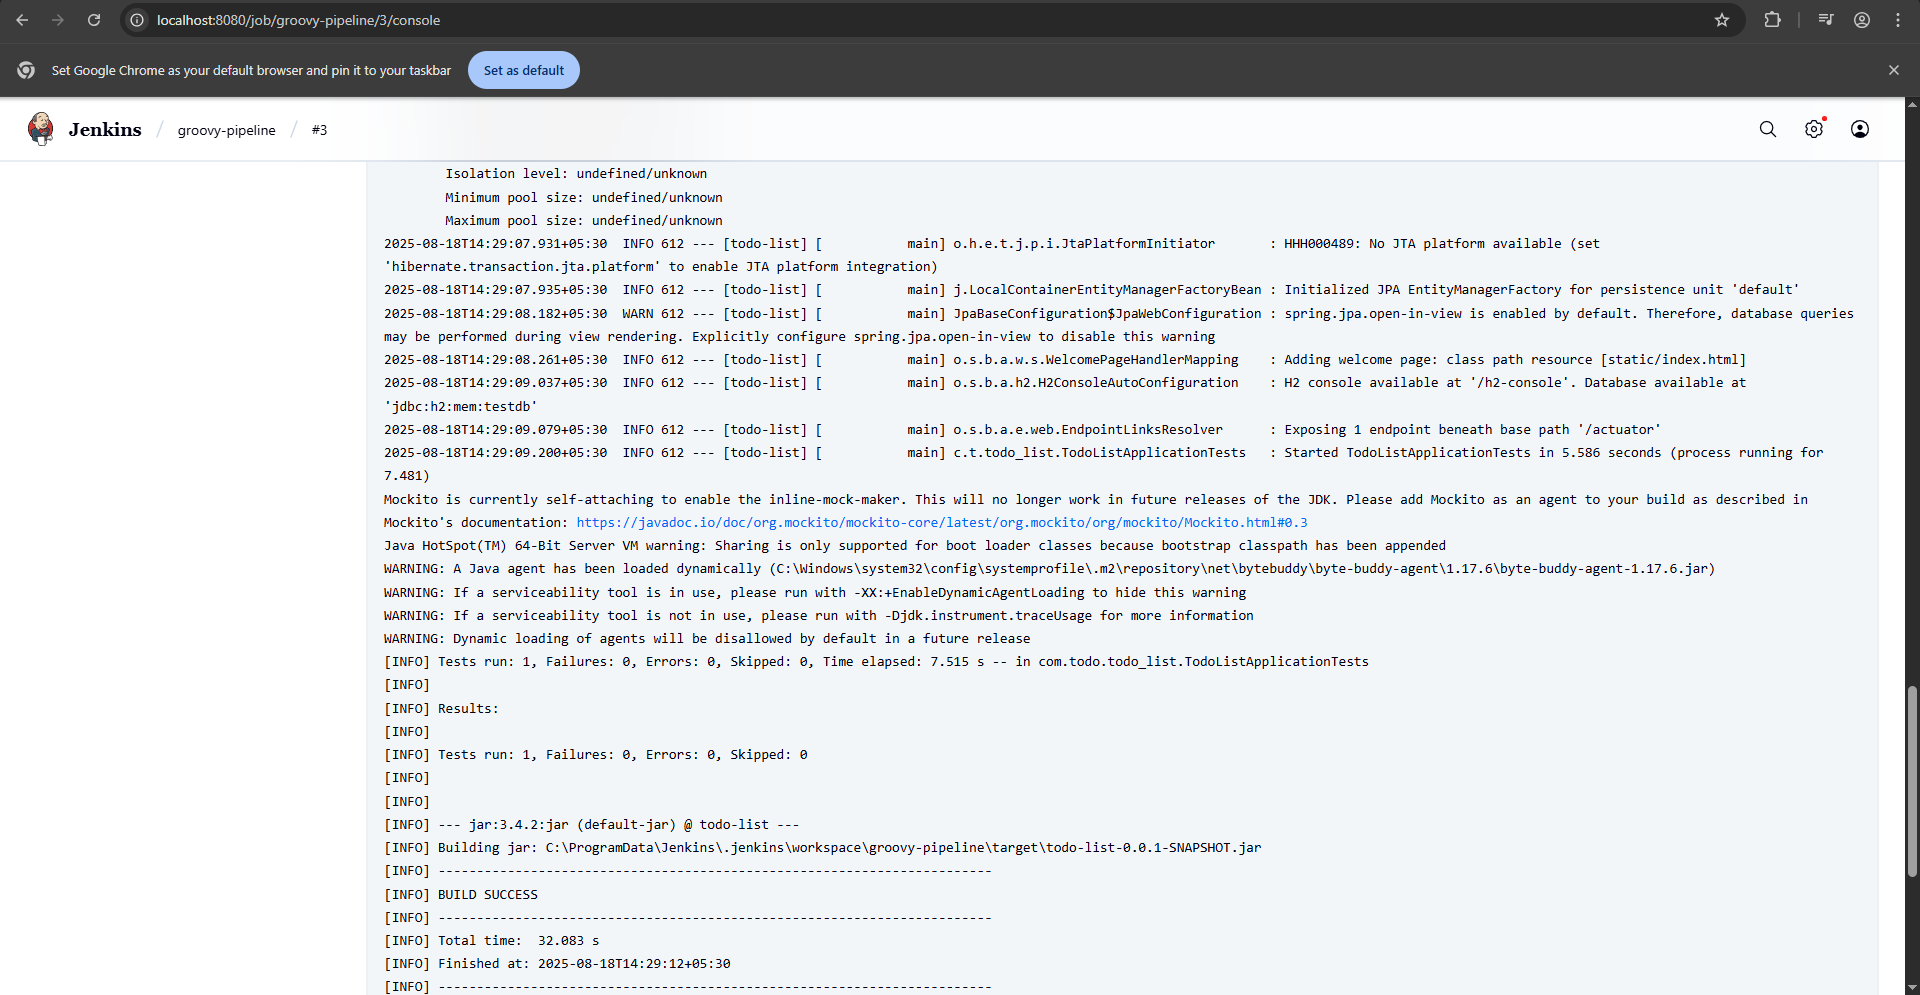 localhost:8080/job/groovy-pipeline/3/console
Set Google Chrome as your default browser and pin it to your taskbar
Set as default
Jenkins / groovy-pipeline / #3
Isolation level: undefined/unknown
Minimum pool size: undefined/unknown
Maximum pool size: undefined/unknown
2025-08-18T14:29:07.931+05:30  INFO 612 --- [todo-list] [           main] o.h.e.t.j.p.i.JtaPlatformInitiator       : HHH000489: No JTA platform available (set
'hibernate.transaction.jta.platform' to enable JTA platform integration)
2025-08-18T14:29:07.935+05:30  INFO 612 --- [todo-list] [           main] j.LocalContainerEntityManagerFactoryBean : Initialized JPA EntityManagerFactory for persistence unit 'default'
2025-08-18T14:29:08.182+05:30  WARN 612 --- [todo-list] [           main] JpaBaseConfiguration$JpaWebConfiguration : spring.jpa.open-in-view is enabled by default. Therefore, database queries
may be performed during view rendering. Explicitly configure spring.jpa.open-in-view to disable this warning
2025-08-18T14:29:08.261+05:30  INFO 612 --- [todo-list] [           main] o.s.b.a.w.s.WelcomePageHandlerMapping    : Adding welcome page: class path resource [static/index.html]
2025-08-18T14:29:09.037+05:30  INFO 612 --- [todo-list] [           main] o.s.b.a.h2.H2ConsoleAutoConfiguration    : H2 console available at '/h2-console'. Database available at
'jdbc:h2:mem:testdb'
2025-08-18T14:29:09.079+05:30  INFO 612 --- [todo-list] [           main] o.s.b.a.e.web.EndpointLinksResolver      : Exposing 1 endpoint beneath base path '/actuator'
2025-08-18T14:29:09.200+05:30  INFO 612 --- [todo-list] [           main] c.t.todo_list.TodoListApplicationTests   : Started TodoListApplicationTests in 5.586 seconds (process running for
7.481)
Mockito is currently self-attaching to enable the inline-mock-maker. This will no longer work in future releases of the JDK. Please add Mockito as an agent to your build as described in
Mockito's documentation: https://javadoc.io/doc/org.mockito/mockito-core/latest/org.mockito/org/mockito/Mockito.html#0.3
Java HotSpot(TM) 64-Bit Server VM warning: Sharing is only supported for boot loader classes because bootstrap classpath has been appended
WARNING: A Java agent has been loaded dynamically (C:\Windows\system32\config\systemprofile\.m2\repository\net\bytebuddy\byte-buddy-agent\1.17.6\byte-buddy-agent-1.17.6.jar)
WARNING: If a serviceability tool is in use, please run with -XX:+EnableDynamicAgentLoading to hide this warning
WARNING: If a serviceability tool is not in use, please run with -Djdk.instrument.traceUsage for more information
WARNING: Dynamic loading of agents will be disallowed by default in a future release
[INFO] Tests run: 1, Failures: 0, Errors: 0, Skipped: 0, Time elapsed: 7.515 s -- in com.todo.todo_list.TodoListApplicationTests
[INFO]
[INFO] Results:
[INFO]
[INFO] Tests run: 1, Failures: 0, Errors: 0, Skipped: 0
[INFO]
[INFO]
[INFO] --- jar:3.4.2:jar (default-jar) @ todo-list ---
[INFO] Building jar: C:\ProgramData\Jenkins\.jenkins\workspace\groovy-pipeline\target\todo-list-0.0.1-SNAPSHOT.jar
[INFO] ------------------------------------------------------------------------
[INFO] BUILD SUCCESS
[INFO] ------------------------------------------------------------------------
[INFO] Total time:  32.083 s
[INFO] Finished at: 2025-08-18T14:29:12+05:30
[INFO] ------------------------------------------------------------------------